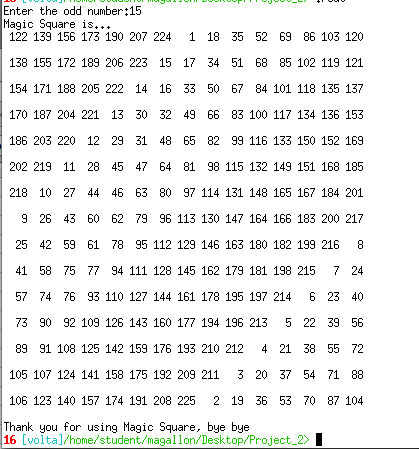 Enter the odd number:15
Magic Square is...
122 139 156 173 190 207 224 1 18 35 52 69 86 103 120
138 155 172 189 206 223 15 17 34 51 68 85 102 119 121
154 171 188 205 222 14 16 33 50 67 84 101 118 135 137
170 187 204 221 13 30 32 49 66 83 100 117 134 136 153
186 203 220 12 29 31 48 65 82 99 116 133 150 152 169
202 219 11 28 45 47 64 81 98 115 132 149 151 168 185
218 10 27 44 46 63 80 97 114 131 148 165 167 184 201
9 26 43 60 62 79 96 113 130 147 164 166 183 200 217
25 42 59 61 78 95 112 129 146 163 180 182 199 216 8
41 58 75 77 94 111 128 145 162 179 181 198 215 7 24
57 74 76 93 110 127 144 161 178 195 197 214 6 23 40
73 90 92 109 126 143 160 177 194 196 213 5 22 39 56
89 91 108 125 142 159 176 193 210 212 4 21 38 55 72
105 107 124 141 158 175 192 209 211 3 20 37 54 71 88
106 123 140 157 174 191 208 225 2 19 36 53 70 87 104
Thank you for using Magic Square, bye bye
16 [volta]/home/student/magallon/Desktop/Project_2>